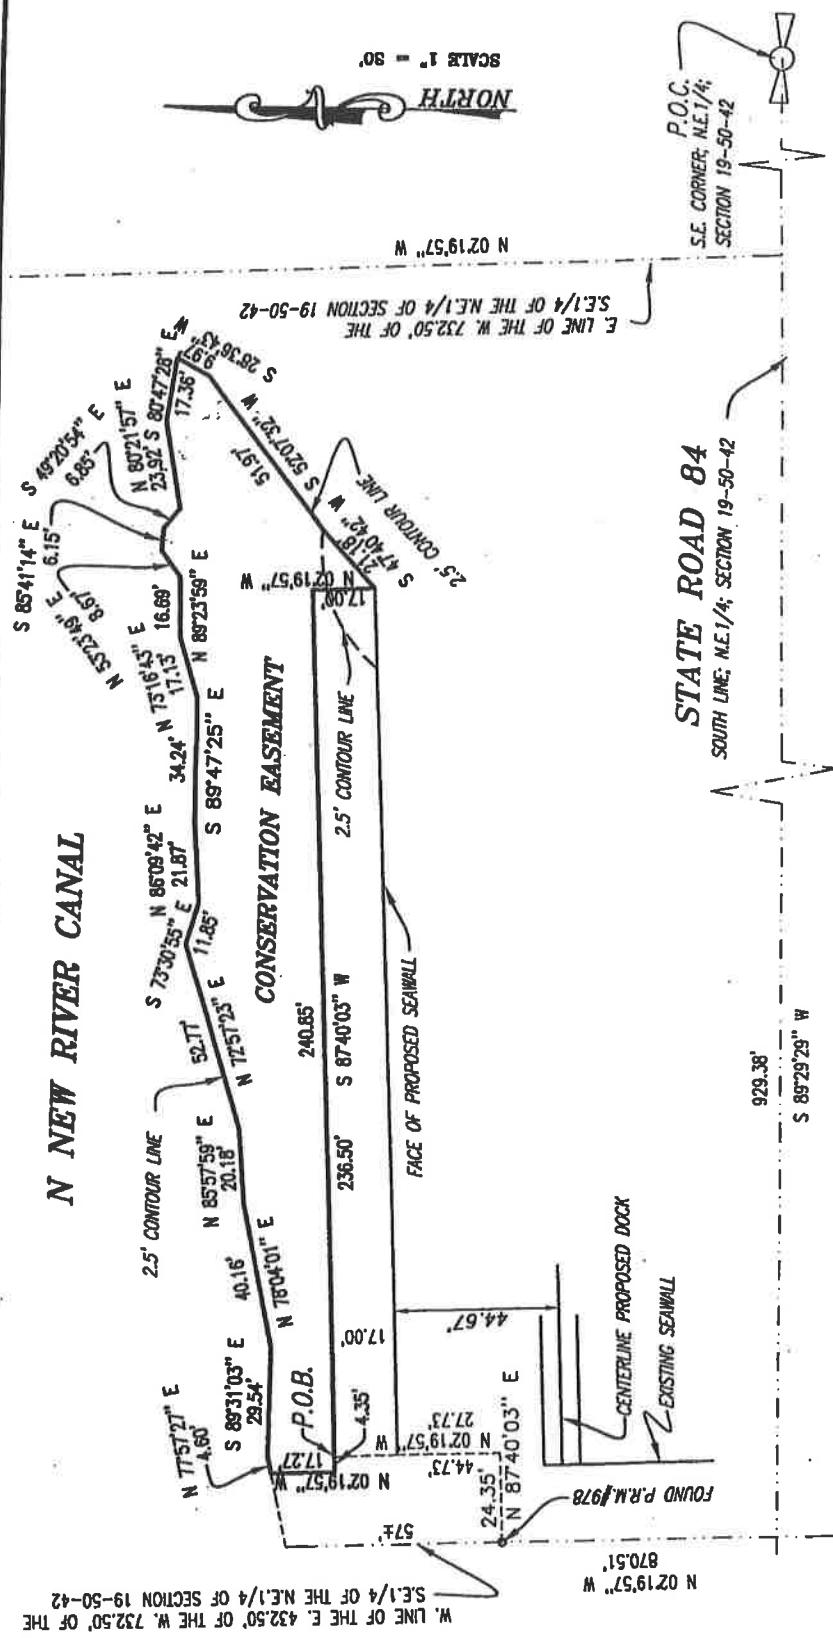 N NEW RIVER CANAL
NORTH
SCALE 1" = 30'
W. LINE OF THE E. 432.50' OF THE W. 732.50' OF THE
S.E.1/4 OF THE N.E.1/4 OF SECTION 19-50-42
57±'
N 77°57'27" E
4.60'
S 89°31'03" E
29.54'
N 78°04'01" E
40.16'
N 85°57'59" E
20.18'
2.5' CONTOUR LINE
N 72°57'23" E
52.77'
S 73°30'55" E
11.85'
N 86°09'42" E
21.87'
S 89°47'25" E
34.24'
N 75°16'43" E
17.13'
N 89°23'59" E
16.69'
N 53°23'49" E
8.67'
S 85°41'14" E
6.15'
S 49°20'54" E
6.85'
N 80°21'57" E
23.92'
S 80°47'28" E
17.36'
S 28°36'43" W
9.97'
S 52°07'32" W
51.97'
S 47°40'42" W
21.18'
2.5' CONTOUR LINE
N 02°19'57" W
17.00'
CONSERVATION EASEMENT
2.5' CONTOUR LINE
240.85'
236.50'
S 87°40'03" W
17.00'
P.O.B.
4.35'
17.27'
N 02°19'57" W
FACE OF PROPOSED SEAWALL
44.67'
N 02°19'57" W
27.73'
44.73'
24.35'
N 87°40'03" E
FOUND P.R.M.#978
CENTERLINE PROPOSED DOCK
EXISTING SEAWALL
N 02°19'57" W
870.51'
929.38'
S 89°29'29" W
STATE ROAD 84
SOUTH LINE; N.E.1/4; SECTION 19-50-42
E. LINE OF THE W. 732.50' OF THE
S.E.1/4 OF THE N.E.1/4 OF SECTION 19-50-42
N 02°19'57" W
P.O.C.
S.E. CORNER; N.E.1/4;
SECTION 19-50-42